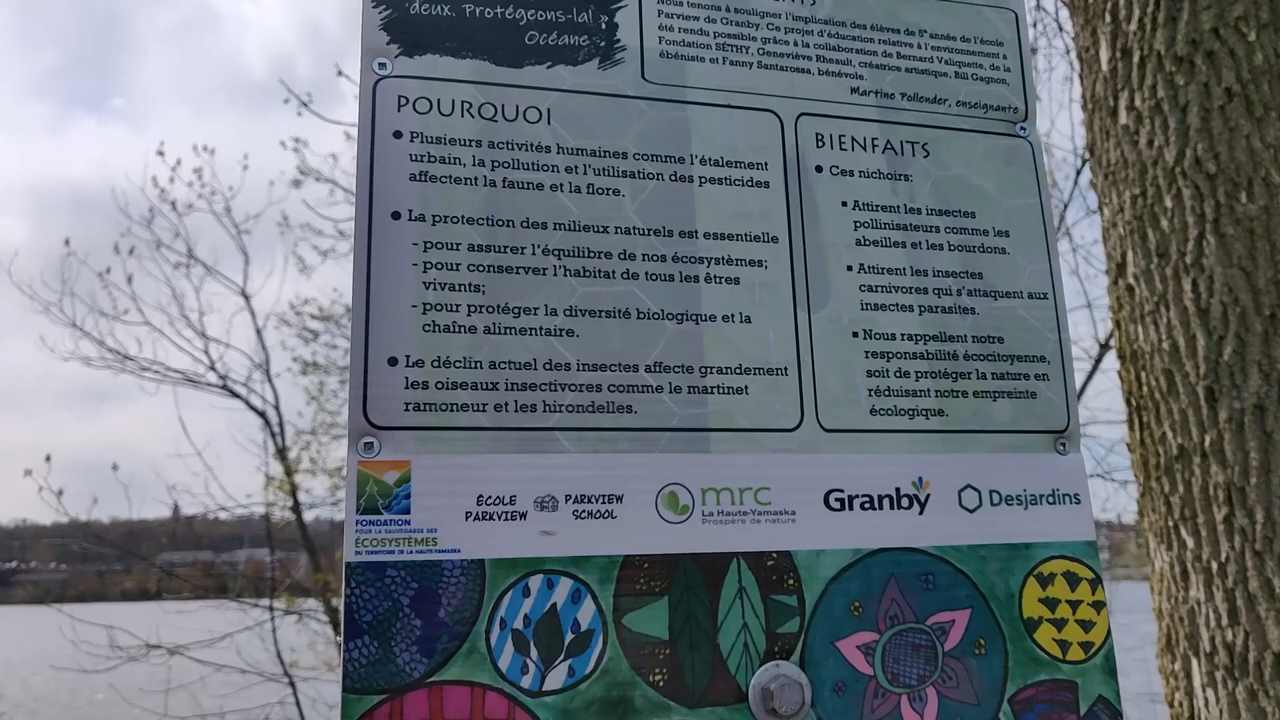 deux. Protégeons-la! »
Océane
Nous tenons à souligner l'implication des élèves de 5e année de l'école
Parview de Granby. Ce projet d'éducation relative à l'environnement a
été rendu possible grâce à la collaboration de Bernard Valiquette, de la
Fondation SÉTHY, Geneviève Rheault, créatrice artistique, Bill Gagnon,
ébéniste et Fanny Santarossa, bénévole.
Martine Pollender, enseignante
POURQUOI
● Plusieurs activités humaines comme l'étalement
urbain, la pollution et l'utilisation des pesticides
affectent la faune et la flore.
● La protection des milieux naturels est essentielle
- pour assurer l'équilibre de nos écosystèmes;
- pour conserver l'habitat de tous les êtres
vivants;
- pour protéger la diversité biologique et la
chaîne alimentaire.
● Le déclin actuel des insectes affecte grandement
les oiseaux insectivores comme le martinet
ramoneur et les hirondelles.
BIENFAITS
● Ces nichoirs:
▪ Attirent les insectes
pollinisateurs comme les
abeilles et les bourdons.
▪ Attirent les insectes
carnivores qui s'attaquent aux
insectes parasites.
▪ Nous rappellent notre
responsabilité écocitoyenne,
soit de protéger la nature en
réduisant notre empreinte
écologique.
FONDATION
POUR LA SAUVEGARDE DES
ÉCOSYSTÈMES
DU TERRITOIRE DE LA HAUTE-YAMASKA
ÉCOLE
PARKVIEW
PARKVIEW
SCHOOL
mrc
La Haute-Yamaska
Prospère de nature
Granby
Desjardins